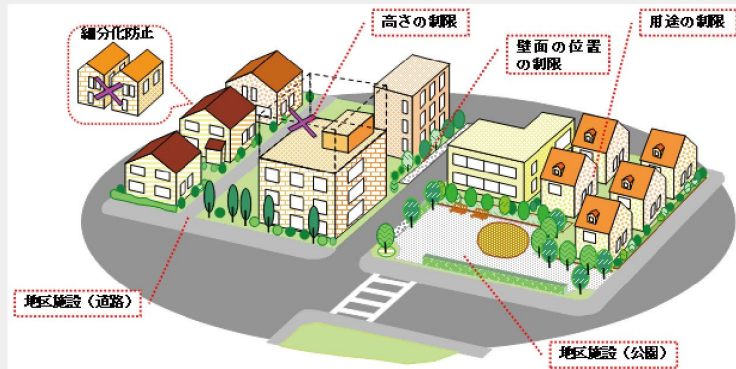 細分化防止
高さの制限
壁面の位置
の制限
用途の制限
地区施設（道路）
地区施設（公園）